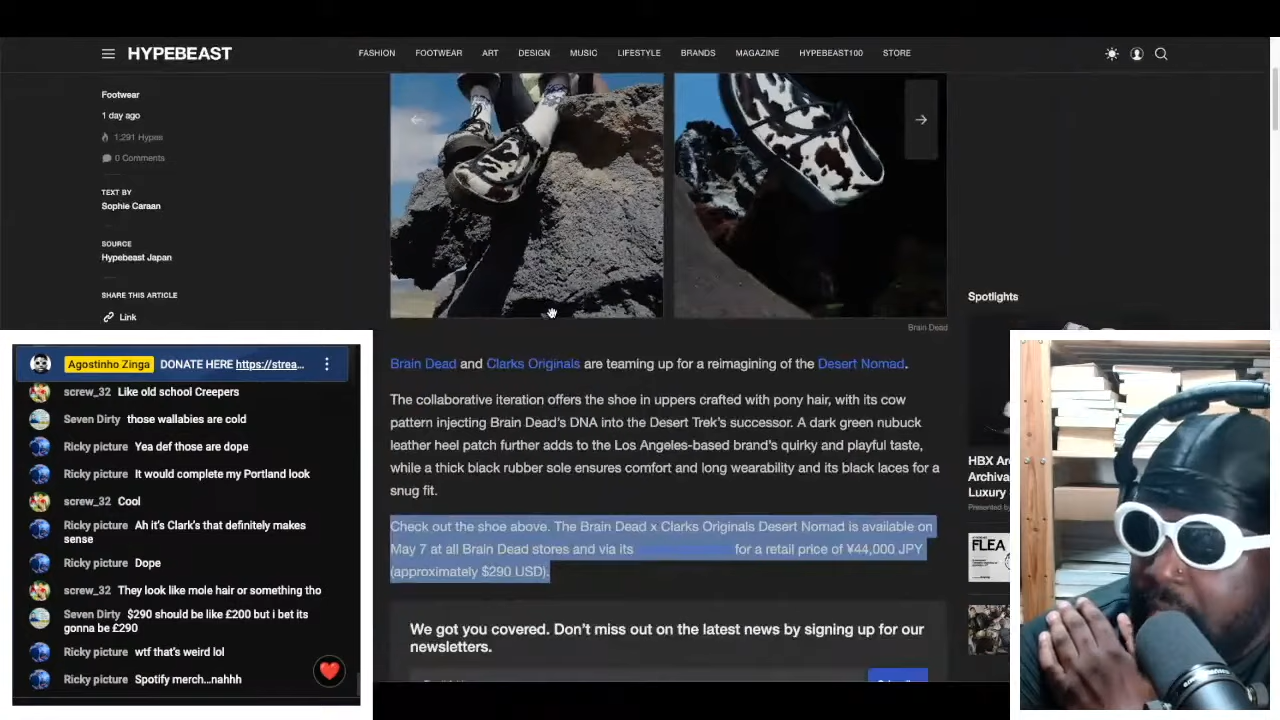 HYPEBEAST
FASHION FOOTWEAR ART DESIGN MUSIC LIFESTYLE BRANDS MAGAZINE HYPEBEAST100 STORE
Footwear
1 day ago
1.291 Hypes
0 Comments
TEXT BY
Sophie Caraan
SOURCE
Hypebeast Japan
SHARE THIS ARTICLE
Link
Brain Dead
Brain Dead and Clarks Originals are teaming up for a reimagining of the Desert Nomad.
The collaborative iteration offers the shoe in uppers crafted with pony hair, with its cow
pattern injecting Brain Dead's DNA into the Desert Trek's successor. A dark green nubuck
leather heel patch further adds to the Los Angeles-based brand's quirky and playful taste,
while a thick black rubber sole ensures comfort and long wearability and its black laces for a
snug fit.
Check out the shoe above. The Brain Dead x Clarks Originals Desert Nomad is available on
May 7 at all Brain Dead stores and via its for a retail price of ¥44,000 JPY
(approximately $290 USD).
We got you covered. Don't miss out on the latest news by signing up for our
newsletters.
Spotlights
HBX Ar
Archiva
Luxury
Presented b
FLEA
Agostinho Zinga DONATE HERE https://strea...
screw_32 Like old school Creepers
Seven Dirty those wallabies are cold
Ricky picture Yea def those are dope
Ricky picture It would complete my Portland look
screw_32 Cool
Ricky picture Ah it's Clark's that definitely makes
sense
Ricky picture Dope
screw_32 They look like mole hair or something tho
Seven Dirty $290 should be like £200 but i bet its
gonna be £290
Ricky picture wtf that's weird lol
Ricky picture Spotify merch...nahhh